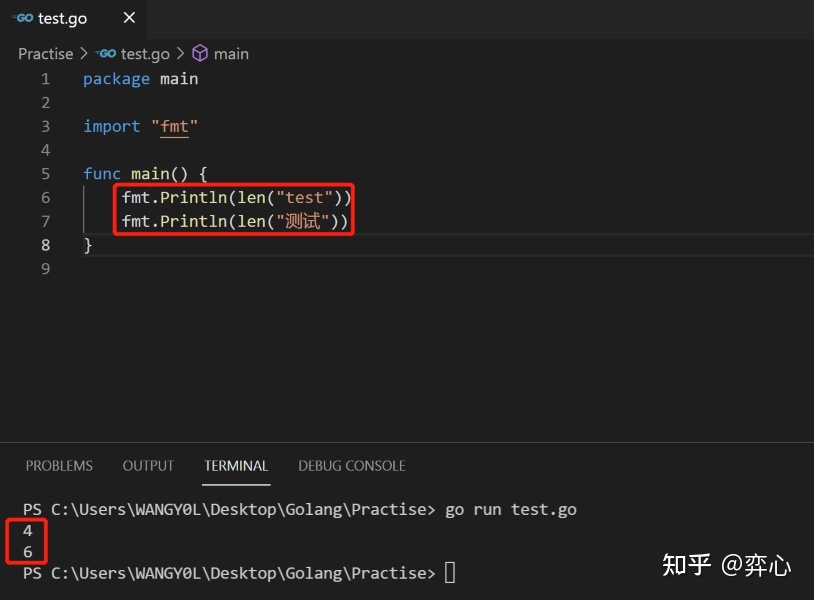 GO test.go ×
Practise > GO test.go > main
1 package main
2
3 import "fmt"
4
5 func main() {
6 fmt.Println(len("test"))
7 fmt.Println(len("测试"))
8 }
9
PROBLEMS OUTPUT TERMINAL DEBUG CONSOLE
PS C:\Users\WANGY0L\Desktop\Golang\Practise> go run test.go
4
6
PS C:\Users\WANGY0L\Desktop\Golang\Practise>
知乎 @弈心